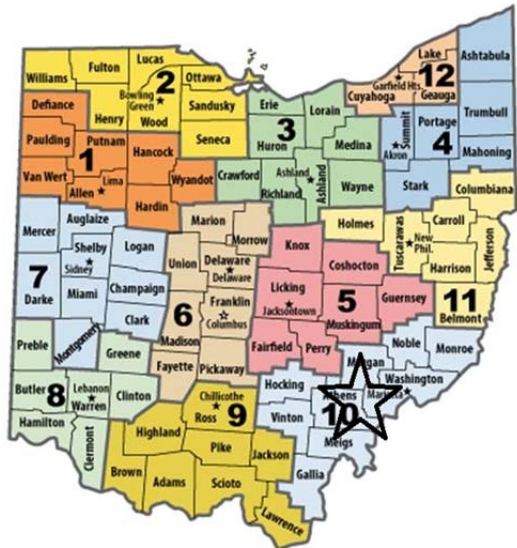 Williams
Fulton
Lucas
Ottawa
2
Bowling
Green
Henry
Wood
Sandusky
Seneca
Defiance
Paulding
Putnam
1
Hancock
Van Wert
Allen
Lima
Wyandot
Hardin
Erie
Lorain
3
Huron
Medina
Crawford
Ashland
Richland
Ashland
Wayne
Lake
12
Garfield Hts.
Cuyahoga
Geauga
Ashtabula
Trumbull
Summit
Portage
Akron
4
Mahoning
Stark
Columbiana
Holmes
Tuscarawas
Carroll
New
Phil.
Jefferson
Harrison
11
Belmont
Mercer
Auglaize
Shelby
Sidney
Logan
7
Darke
Miami
Champaign
Clark
Montgomery
Marion
Morrow
Union
Delaware
Delaware
6
Franklin
Columbus
Madison
Fayette
Pickaway
Knox
Coshocton
Licking
Jacksontown
5
Muskingum
Guernsey
Fairfield
Perry
Preble
Greene
Butler
8
Lebanon
Warren
Clinton
Hamilton
Clermont
Chillicothe
Ross
9
Highland
Pike
Jackson
Brown
Adams
Scioto
Lawrence
Noble
Monroe
Morgan
Washington
Marietta
Hocking
Athens
10
Vinton
Meigs
Gallia